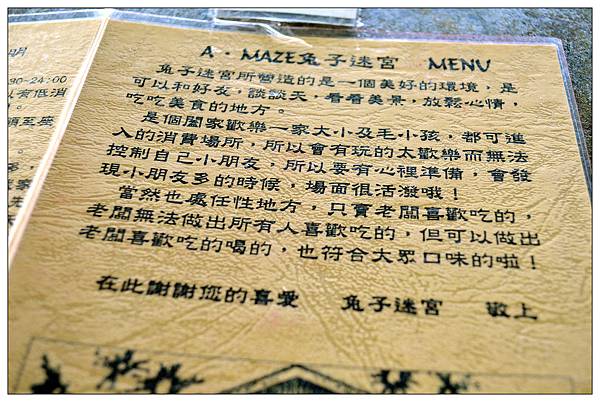 A‧MAZE兔子迷宮 MENU
兔子迷宮所營造的是一個美好的環境，是
可以和好友，談談天，看看美景，放鬆心情，
吃吃美食的地方。
是個闔家歡樂一家大小及毛小孩，都可進
入的消費場所，所以會有玩的太歡樂而無法
控制自己小朋友，所以要有心裡準備，會發
現小朋友多的時候，場面很活潑哦！
當然也處任性地方，只賣老闆喜歡吃的，
老闆無法做出所有人喜歡吃的，但可以做出
老闆喜歡吃的喝的，也符合大眾口味的啦！
在此謝謝您的喜愛 兔子迷宮 敬上
明
30-24:00
有低消